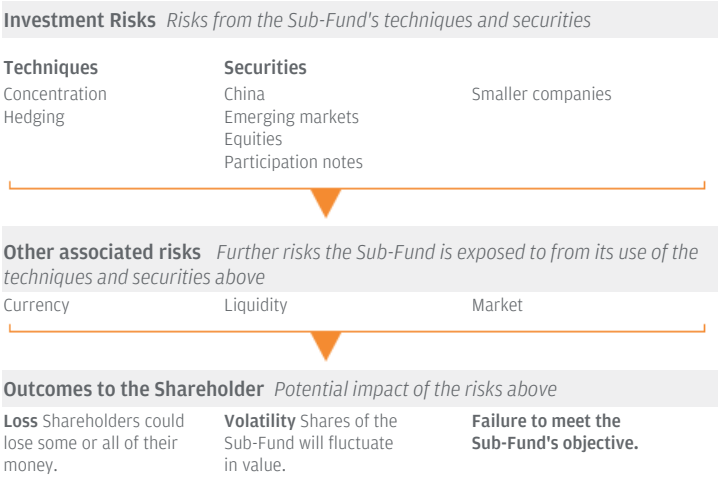 Investment Risks Risks from the Sub-Fund's techniques and securities
Techniques
Concentration
Hedging
Securities
China
Emerging markets
Equities
Participation notes
Smaller companies
Other associated risks Further risks the Sub-Fund is exposed to from its use of the
techniques and securities above
Currency
Liquidity
Market
Outcomes to the Shareholder Potential impact of the risks above
Loss Shareholders could
lose some or all of their
money.
Volatility Shares of the
Sub-Fund will fluctuate
in value.
Failure to meet the
Sub-Fund's objective.